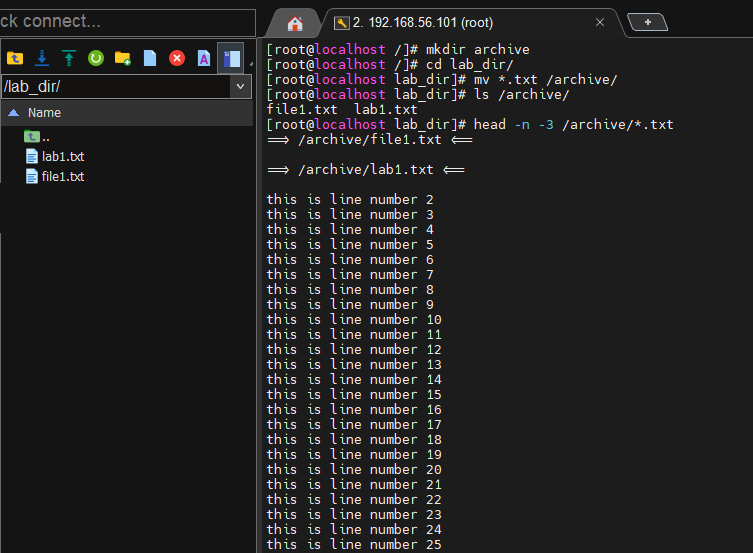 ck connect...
/lab_dir/
Name
..
lab1.txt
file1.txt
2. 192.168.56.101 (root)
[root@localhost /]# mkdir archive
[root@localhost /]# cd lab_dir/
[root@localhost lab_dir]# mv *.txt /archive/
[root@localhost lab_dir]# ls /archive/
file1.txt  lab1.txt
[root@localhost lab_dir]# head -n -3 /archive/*.txt
==> /archive/file1.txt <==
==> /archive/lab1.txt <==
this is line number 2
this is line number 3
this is line number 4
this is line number 5
this is line number 6
this is line number 7
this is line number 8
this is line number 9
this is line number 10
this is line number 11
this is line number 12
this is line number 13
this is line number 14
this is line number 15
this is line number 16
this is line number 17
this is line number 18
this is line number 19
this is line number 20
this is line number 21
this is line number 22
this is line number 23
this is line number 24
this is line number 25